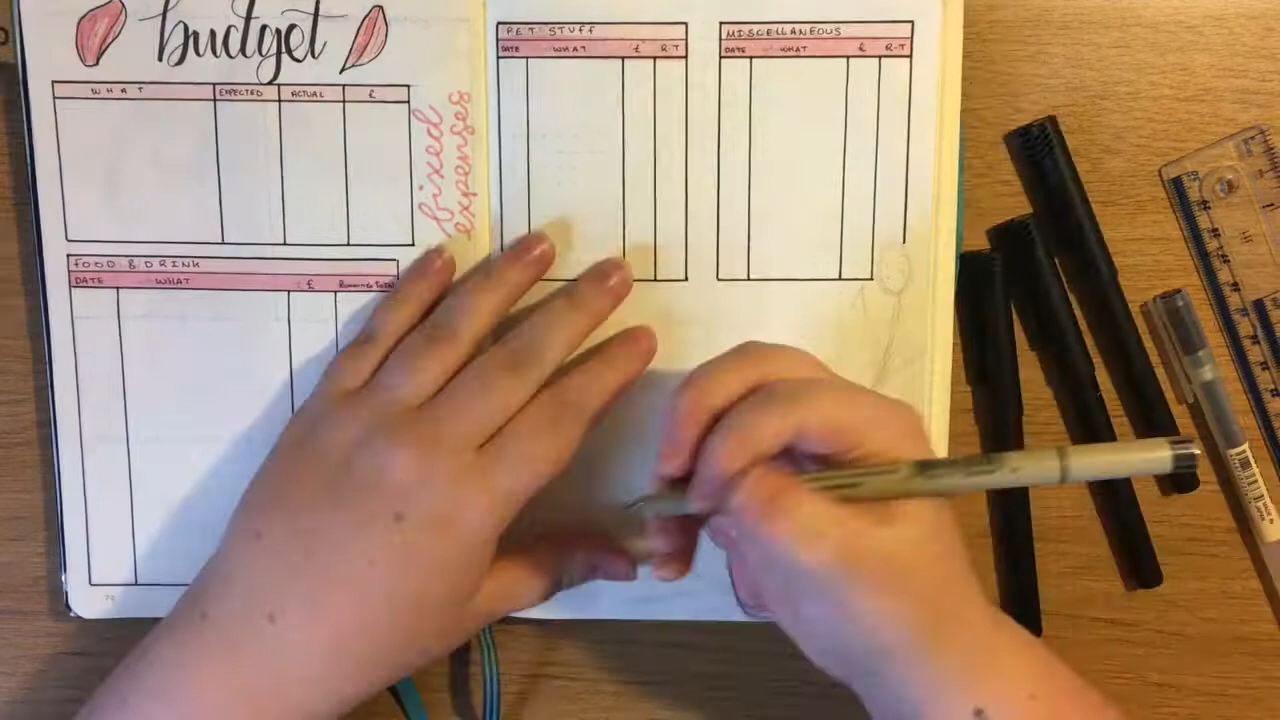 budget
WHAT EXPECTED ACTUAL £
fixed
expenses
FOOD & DRINK
DATE WHAT £ RUNNING TOTAL
PET STUFF
DATE WHAT £ R-T
MISCELLANEOUS
DATE WHAT £ R-T